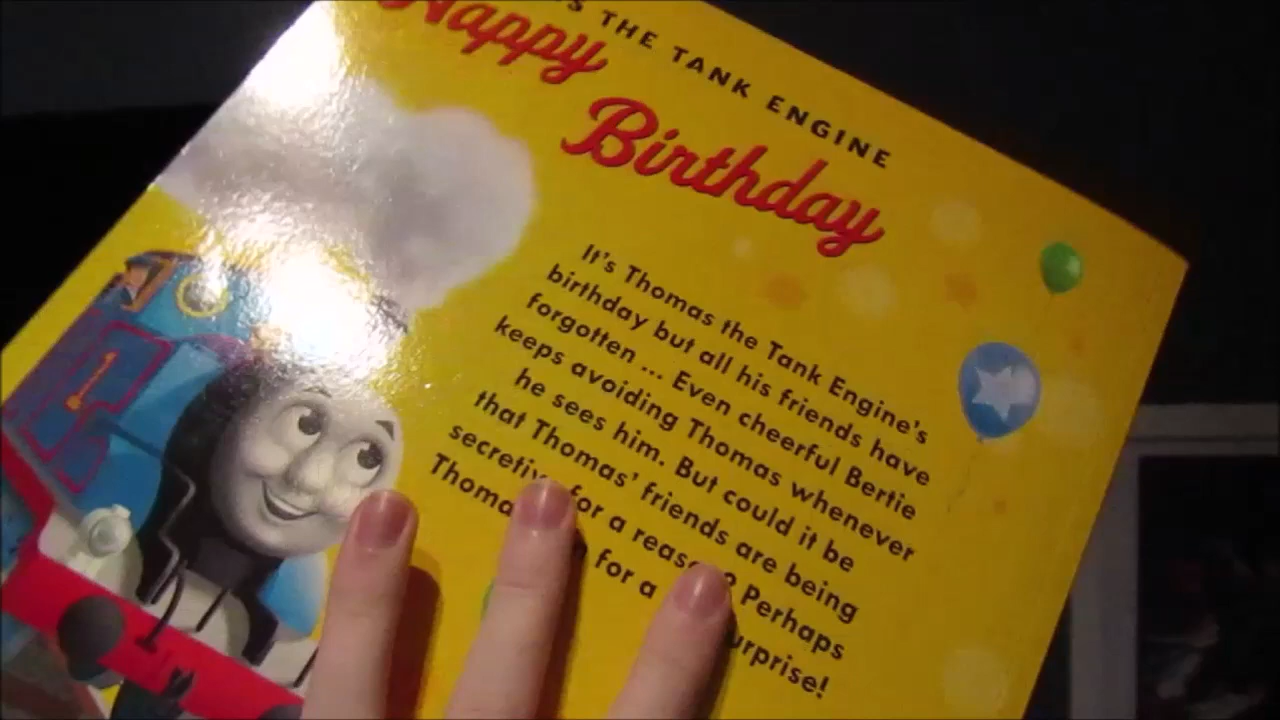 THE TANK ENGINE
Happy
Birthday
It's Thomas the Tank Engine's
birthday but all his friends have
forgotten ... Even cheerful Bertie
keeps avoiding Thomas whenever
he sees him. But could it be
that Thomas' friends are being
for a Perhaps
for a
1